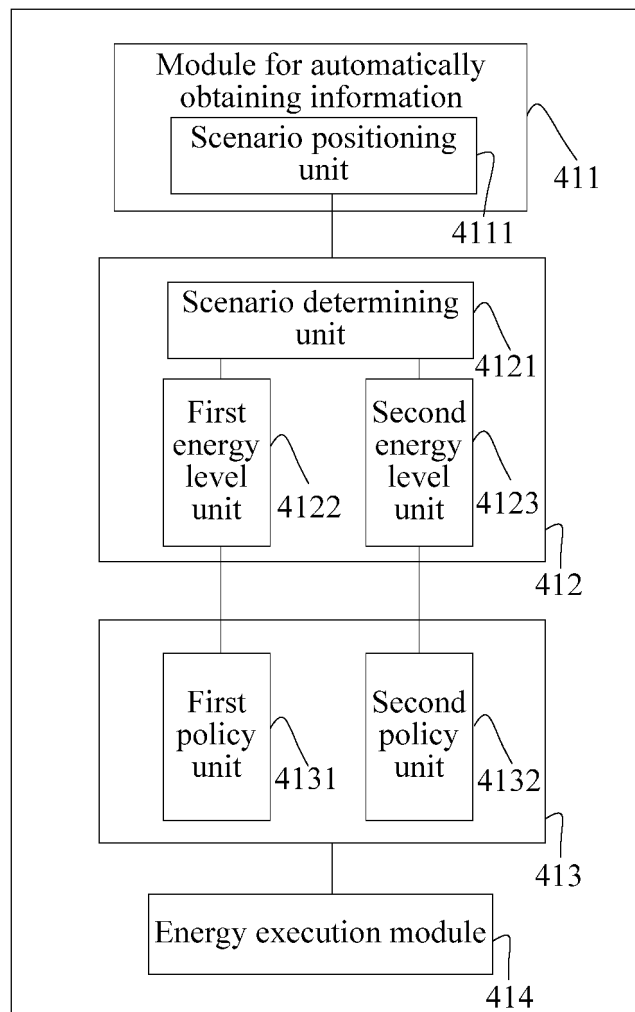 Module for automatically
obtaining information
Scenario positioning
unit
411
4111
Scenario determining
unit
4121
First
energy
level
unit
4122
Second
energy
level
unit
4123
412
First
policy
unit
4131
Second
policy
unit
4132
413
Energy execution module
414